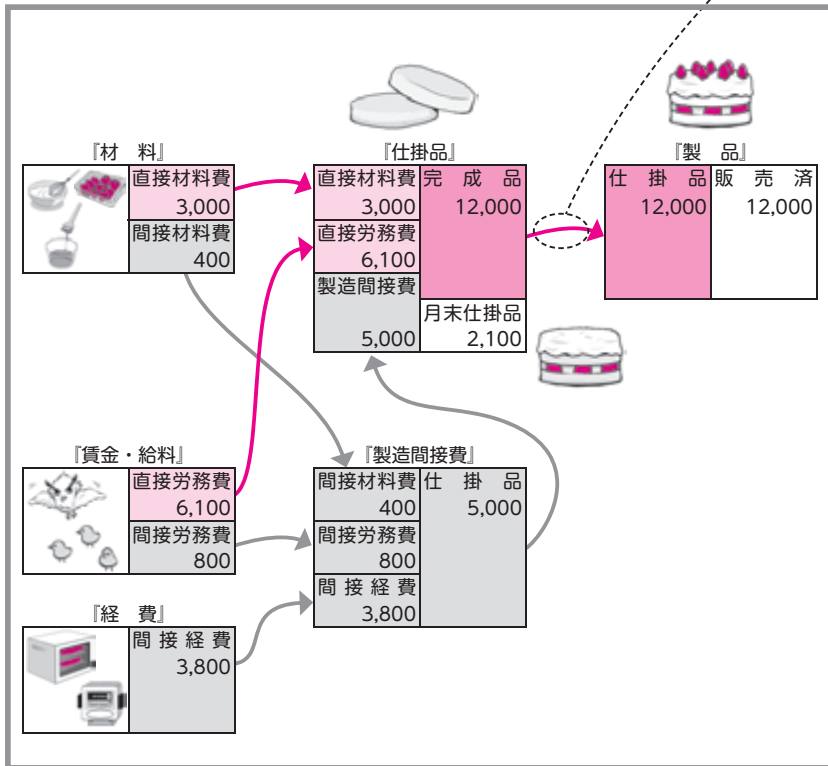 『材　料』
直接材料費
3,000
間接材料費
400
『仕掛品』
直接材料費
3,000
直接労務費
6,100
製造間接費
5,000
完成品
12,000
月末仕掛品
2,100
『製　品』
仕掛品
12,000
販売済
12,000
『賃金・給料』
直接労務費
6,100
間接労務費
800
『製造間接費』
間接材料費
400
間接労務費
800
間接経費
3,800
仕掛品
5,000
『経　費』
間接経費
3,800